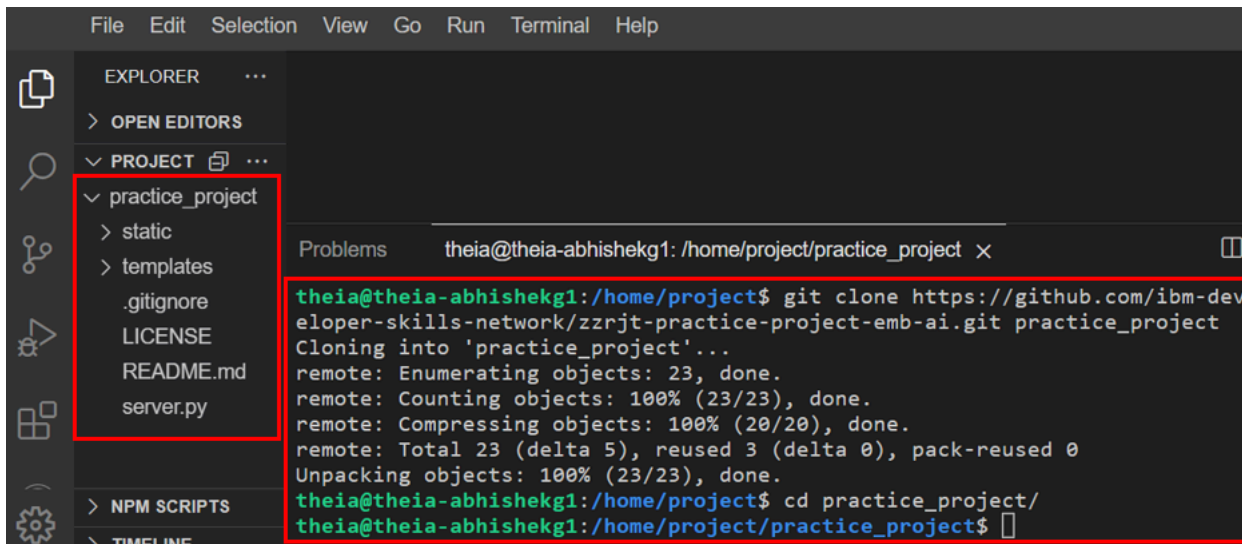 File Edit Selection View Go Run Terminal Help
EXPLORER ...
> OPEN EDITORS
PROJECT ...
practice_project
> static
> templates
.gitignore
LICENSE
README.md
server.py
> NPM SCRIPTS
> TIMELINE
Problems theia@theia-abhishekg1: /home/project/practice_project ×
theia@theia-abhishekg1:/home/project$ git clone https://github.com/ibm-dev
eloper-skills-network/zzrjt-practice-project-emb-ai.git practice_project
Cloning into 'practice_project'...
remote: Enumerating objects: 23, done.
remote: Counting objects: 100% (23/23), done.
remote: Compressing objects: 100% (20/20), done.
remote: Total 23 (delta 5), reused 3 (delta 0), pack-reused 0
Unpacking objects: 100% (23/23), done.
theia@theia-abhishekg1:/home/project$ cd practice_project/
theia@theia-abhishekg1:/home/project/practice_project$